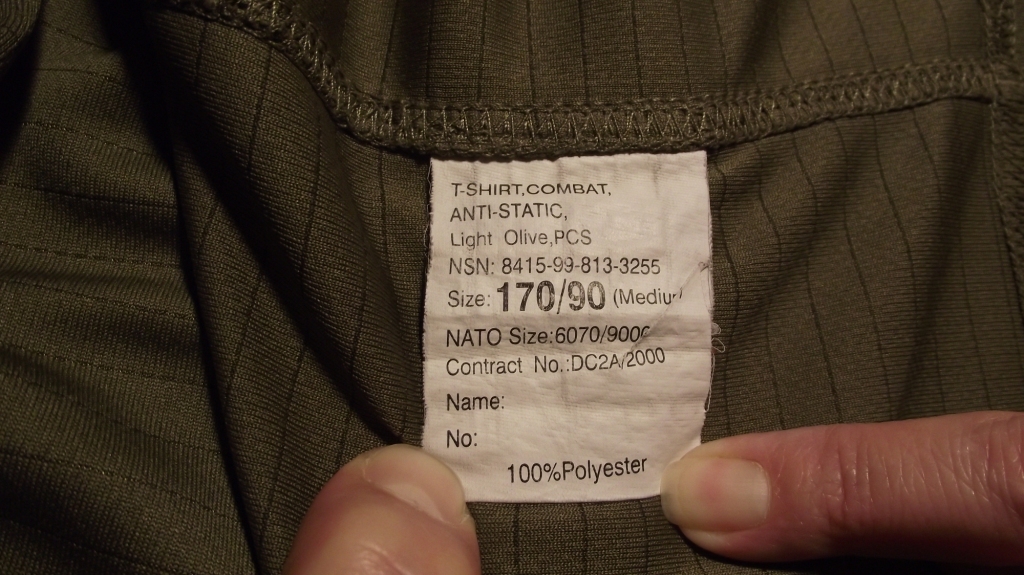 T-SHIRT,COMBAT,
ANTI-STATIC,
Light Olive,PCS
NSN: 8415-99-813-3255
Size: 170/90
NATO Size:6070/9000
Contract No.:DC2A/2000
Name:
No:
100%Polyester